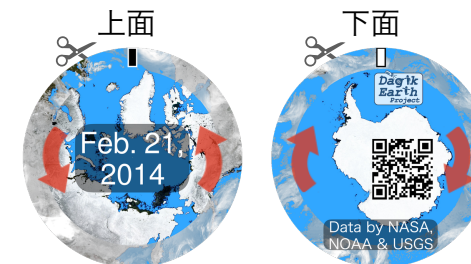 上面
下面
Feb. 21,
2014
Dagik
Earth
Project
Data by NASA,
NOAA & USGS